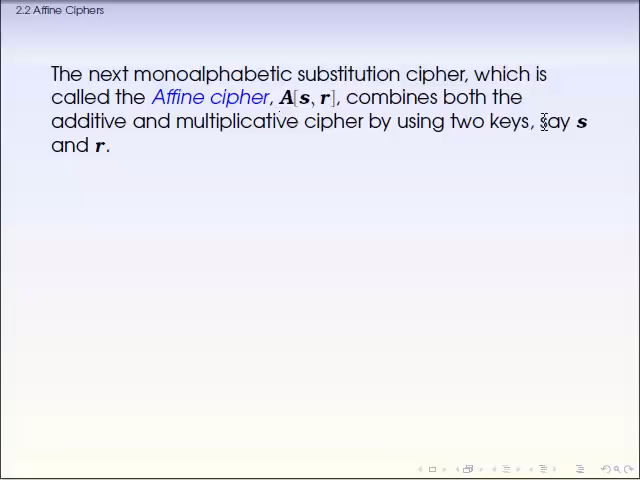 2.2 Affine Ciphers
The next monoalphabetic substitution cipher, which is
called the Affine cipher, A[s, r], combines both the
additive and multiplicative cipher by using two keys, say s
and r.